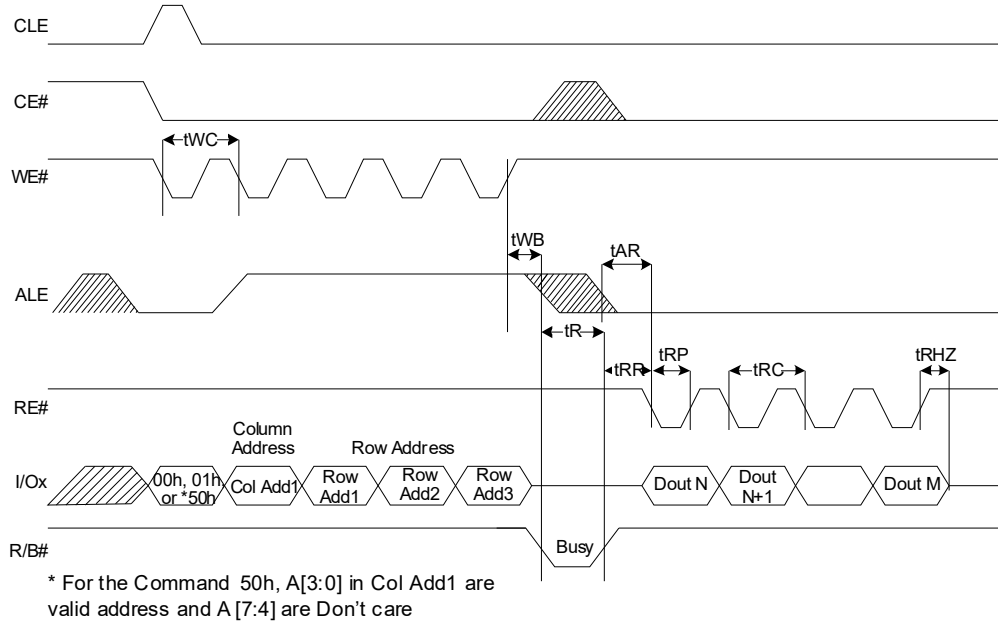 CLE
CE#
tWC
WE#
tWB
tAR
ALE
tR
tRR
tRP
tRC
tRHZ
RE#
Column
Address
Row Address
I/Ox
00h, 01h
or *50h
Col Add1
Row
Add1
Row
Add2
Row
Add3
Dout N
Dout
N+1
Dout M
R/B#
Busy
* For the Command 50h, A[3:0] in Col Add1 are
valid address and A [7:4] are Don't care